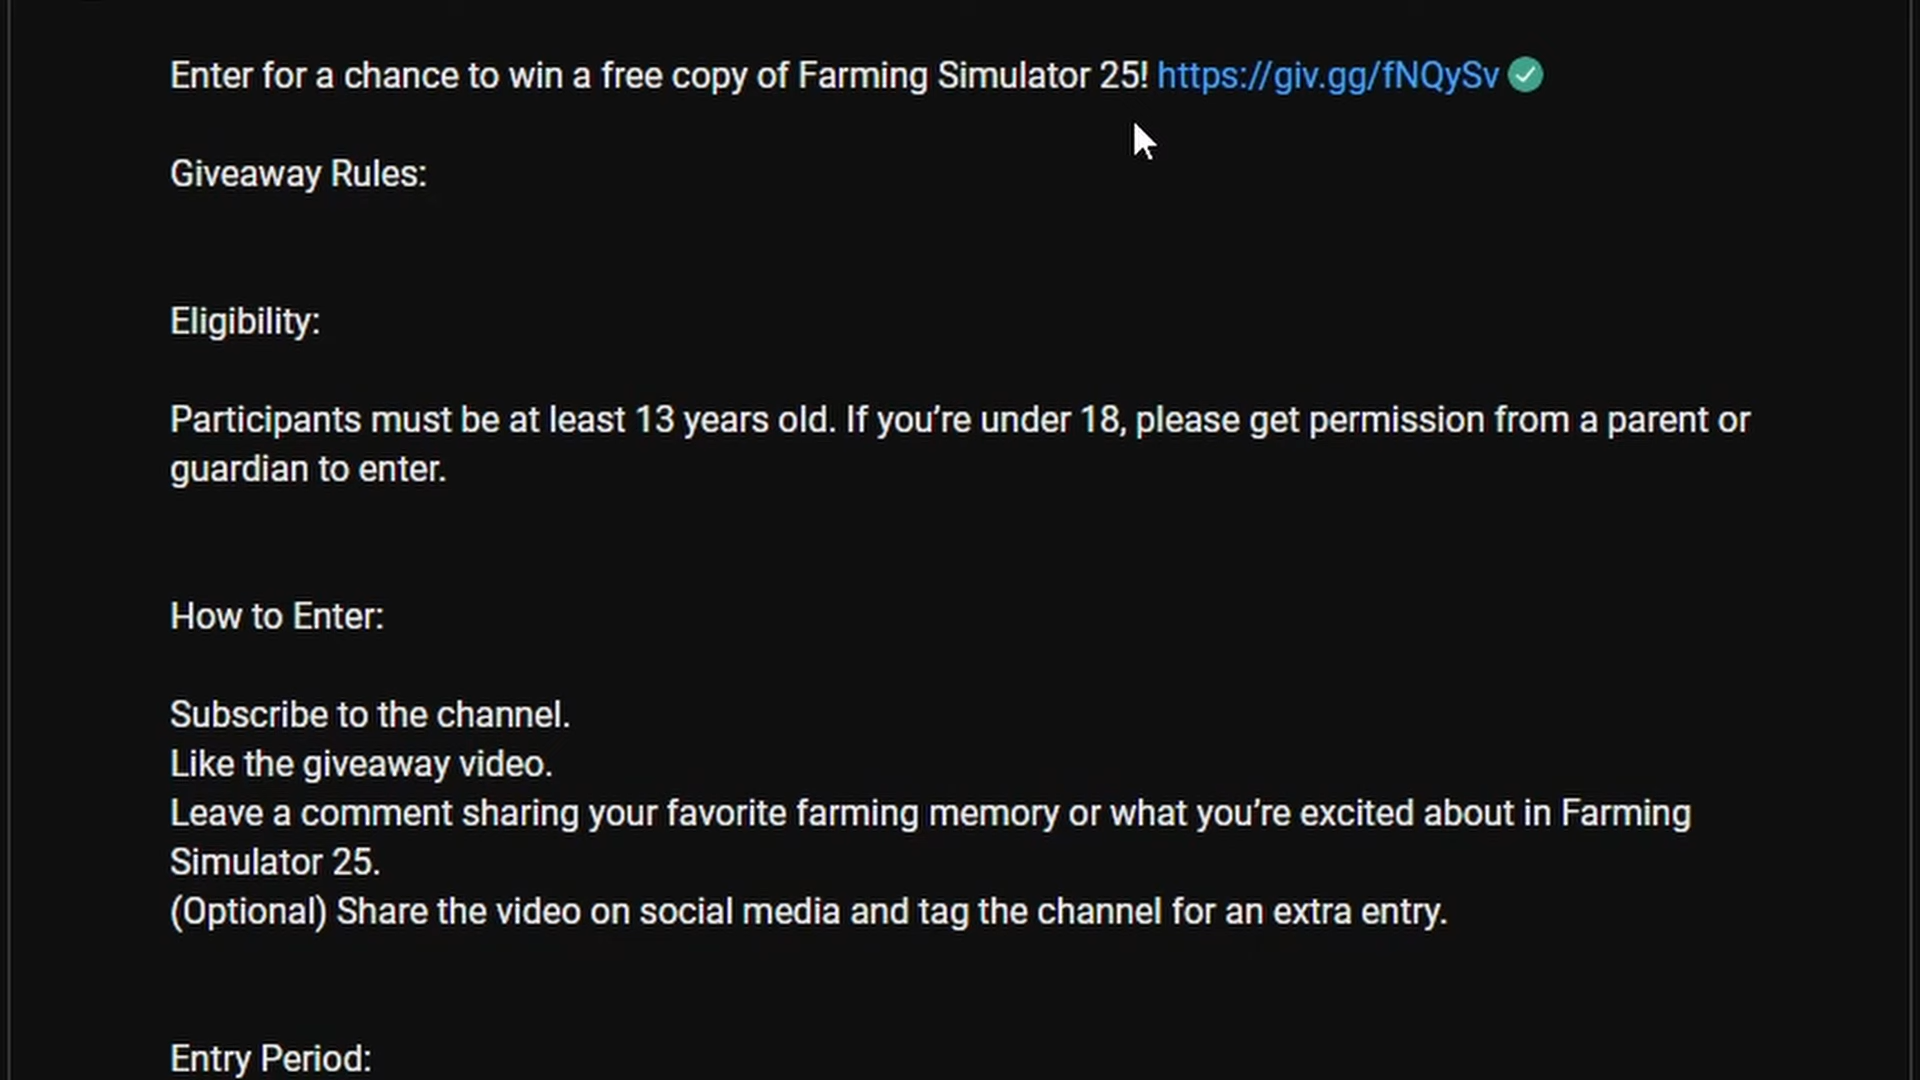 Enter for a chance to win a free copy of Farming Simulator 25! https://giv.gg/fNQySv
Giveaway Rules:
Eligibility:
Participants must be at least 13 years old. If you’re under 18, please get permission from a parent or
guardian to enter.
How to Enter:
Subscribe to the channel.
Like the giveaway video.
Leave a comment sharing your favorite farming memory or what you’re excited about in Farming
Simulator 25.
(Optional) Share the video on social media and tag the channel for an extra entry.
Entry Period: